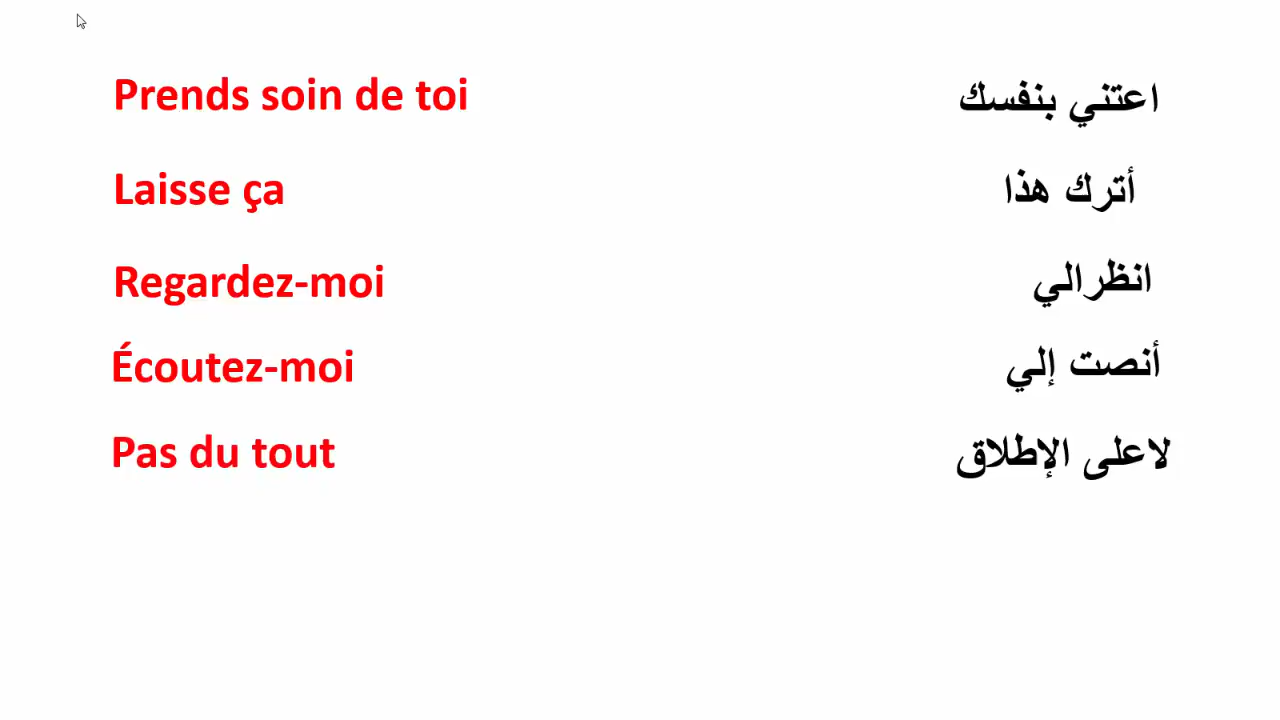 Prends soin de toi اعتني بنفسك
Laisse ça أترك هذا
Regardez-moi انظرالي
Écoutez-moi أنصت إلي
Pas du tout لاعلى الإطلاق